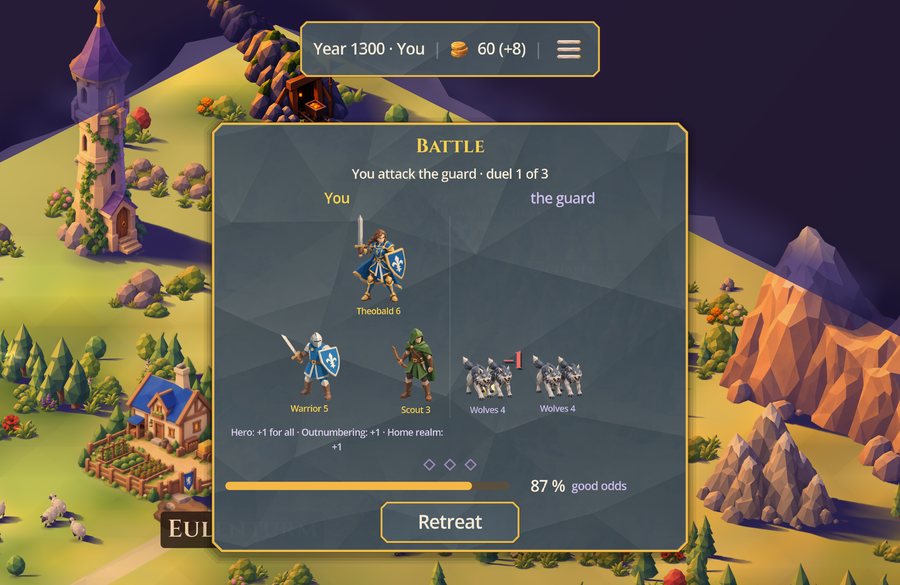 Year 1300 · You | 60 (+8) |
BATTLE
You attack the guard · duel 1 of 3
You
the guard
Theobald 6
-1
Warrior 5
Scout 3
Wolves 4
Wolves 4
Hero: +1 for all · Outnumbering: +1 · Home realm:
+1
87 % good odds
Retreat